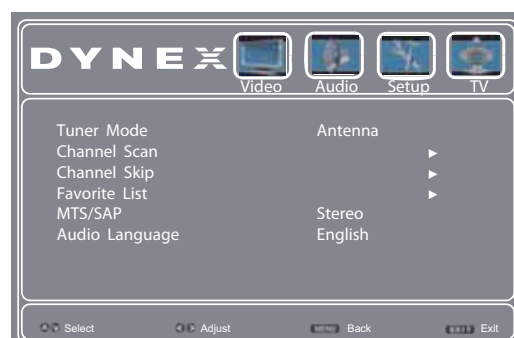 DYNEX
Video Audio Setup TV
Tuner Mode Antenna
Channel Scan
Channel Skip
Favorite List
MTS/SAP Stereo
Audio Language English
Select Adjust MENU Back EXIT Exit